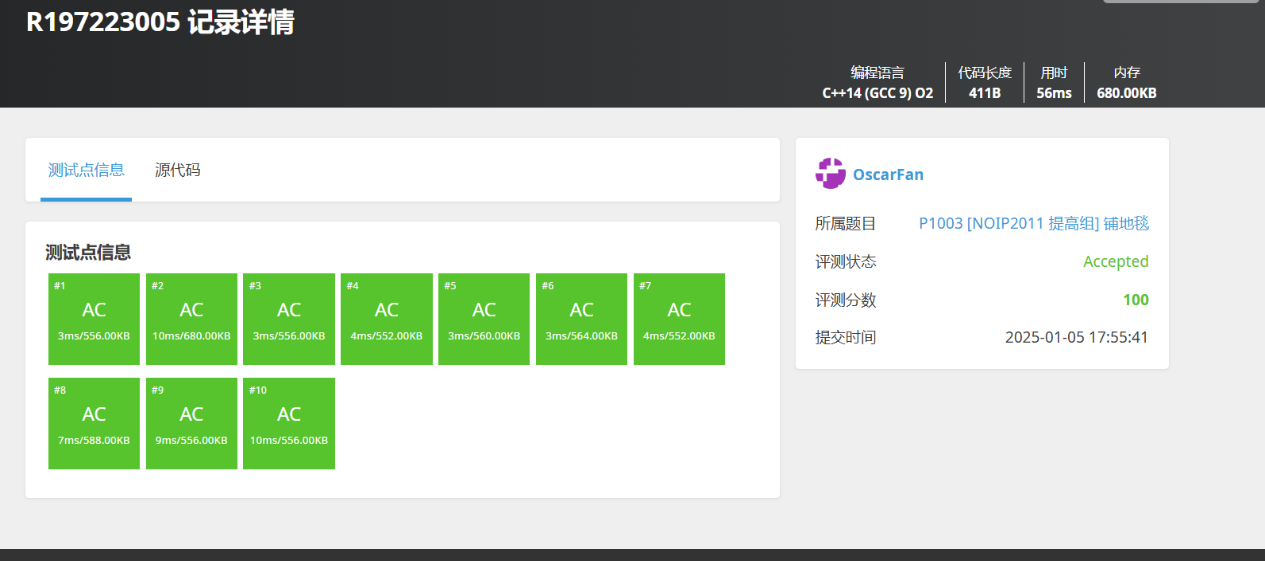 R197223005 记录详情
编程语言 代码长度 用时 内存
C++14 (GCC 9) O2 411B 56ms 680.00KB
测试点信息 源代码
OscarFan
所属题目 P1003 [NOIP2011 提高组] 铺地毯
评测状态 Accepted
评测分数 100
提交时间 2025-01-05 17:55:41
测试点信息
#1 #2 #3 #4 #5 #6 #7
AC AC AC AC AC AC AC
3ms/556.00KB 10ms/680.00KB 3ms/556.00KB 4ms/552.00KB 3ms/560.00KB 3ms/564.00KB 4ms/552.00KB
#8 #9 #10
AC AC AC
7ms/588.00KB 9ms/556.00KB 10ms/556.00KB